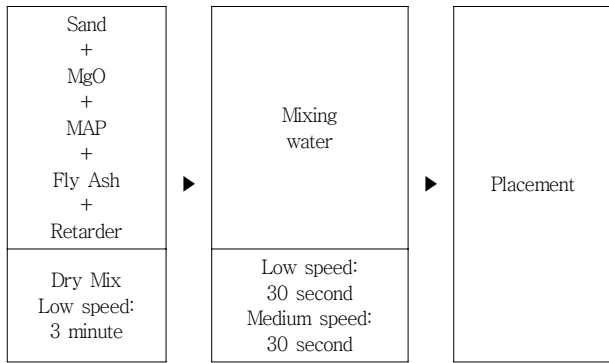 Sand
+
MgO
+
MAP
+
Fly Ash
+
Retarder
Dry Mix
Low speed:
3 minute
▶
Mixing
water
Low speed:
30 second
Medium speed:
30 second
▶
Placement